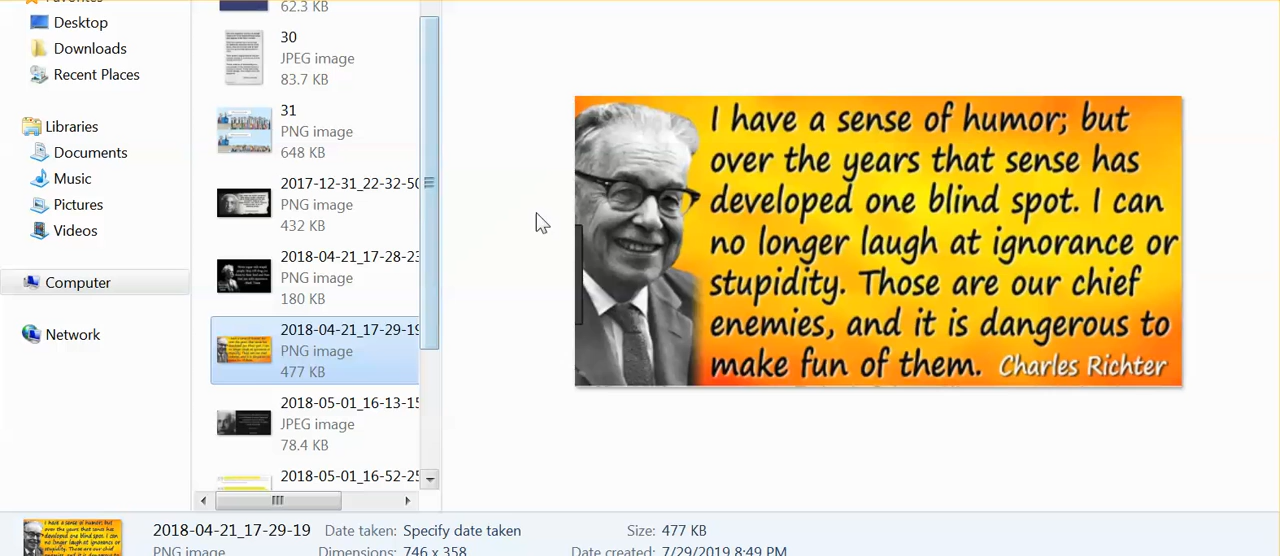 Desktop
Downloads
Recent Places
Libraries
Documents
Music
Pictures
Videos
Computer
Network
62.3 KB
30
JPEG image
83.7 KB
31
PNG image
648 KB
2017-12-31_22-32-50
PNG image
432 KB
2018-04-21_17-28-23
PNG image
180 KB
2018-04-21_17-29-19
PNG image
477 KB
2018-05-01_16-13-15
JPEG image
78.4 KB
2018-05-01_16-52-25
I have a sense of humor; but
over the years that sense has
developed one blind spot. I can
no longer laugh at ignorance or
stupidity. Those are our chief
enemies, and it is dangerous to
make fun of them. Charles Richter
2018-04-21_17-29-19 Date taken: Specify date taken Size: 477 KB
PNG image Dimensions: 746 x 358 Date created: 7/29/2019 8:49 PM